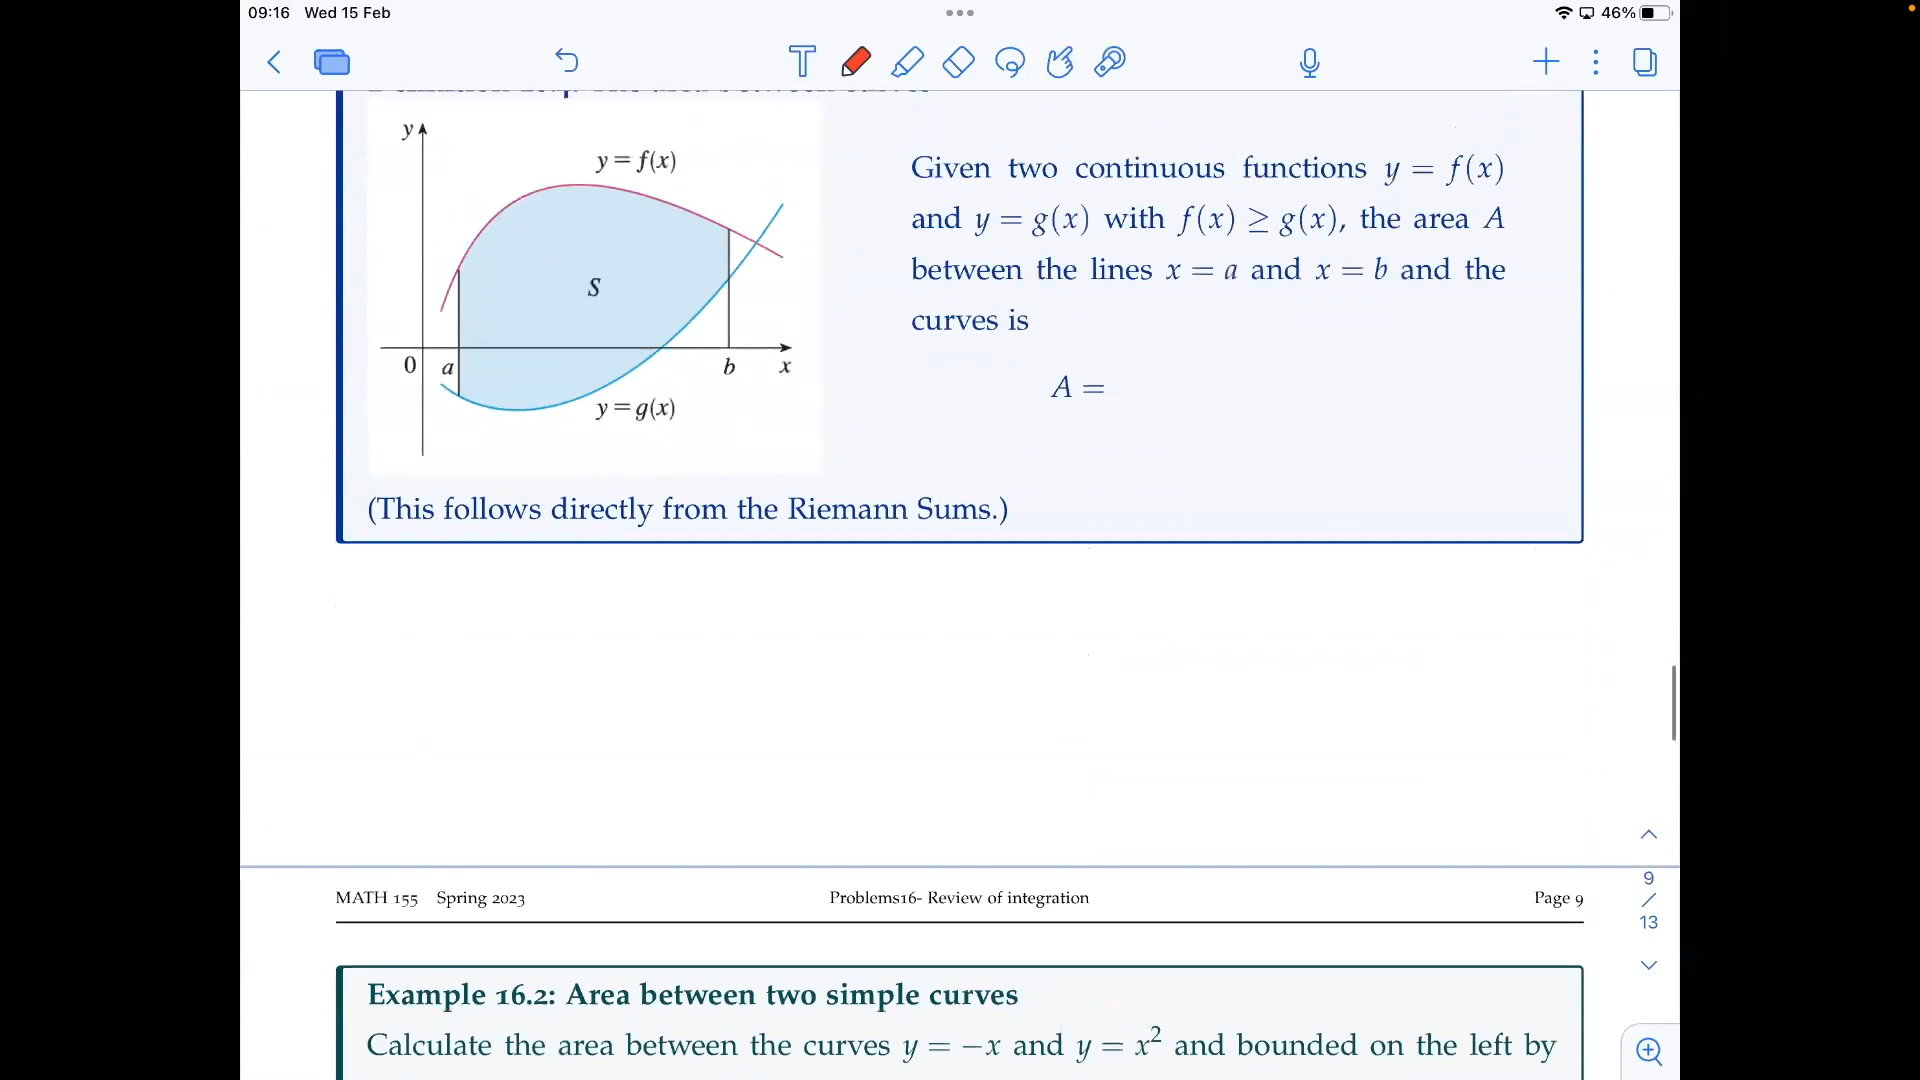 09:16 Wed 15 Feb
46%
y
y = f(x)
S
0 a b x
y = g(x)
Given two continuous functions y = f(x)
and y = g(x) with f(x) ≥ g(x), the area A
between the lines x = a and x = b and the
curves is
A =
(This follows directly from the Riemann Sums.)
9
/
13
MATH 155 Spring 2023 Problems16- Review of integration Page 9
Example 16.2: Area between two simple curves
Calculate the area between the curves y = −x and y = x² and bounded on the left by